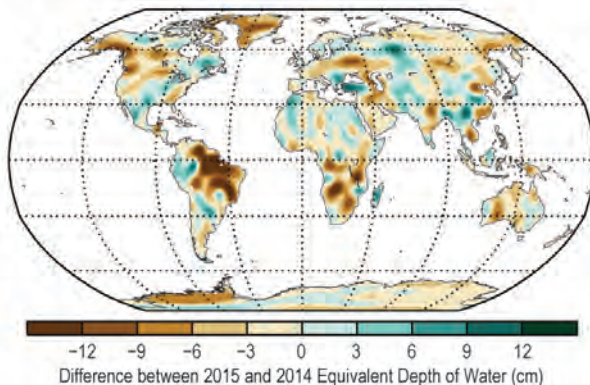 −12 −9 −6 −3 0 3 6 9 12
Difference between 2015 and 2014 Equivalent Depth of Water (cm)